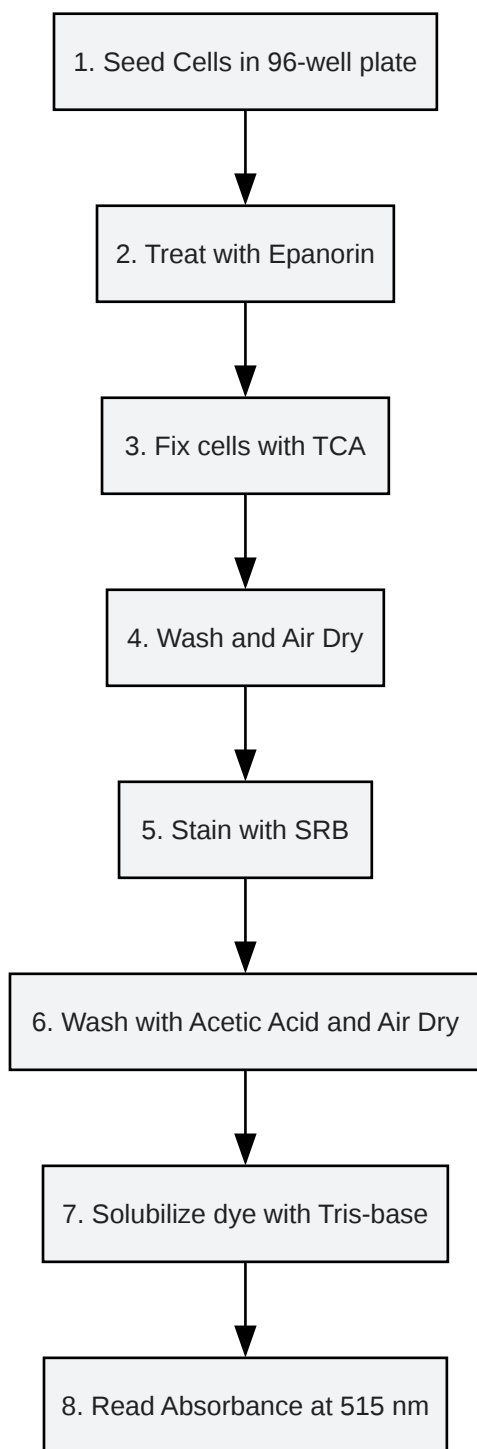 1. Seed Cells in 96-well plate
2. Treat with Epanorin
3. Fix cells with TCA
4. Wash and Air Dry
5. Stain with SRB
6. Wash with Acetic Acid and Air Dry
7. Solubilize dye with Tris-base
8. Read Absorbance at 515 nm